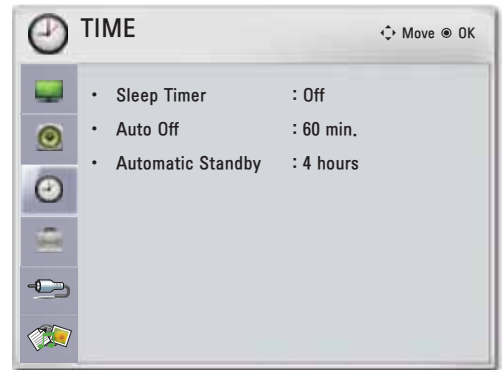 TIME
Move ◉ OK
• Sleep Timer : Off
• Auto Off : 60 min.
• Automatic Standby : 4 hours